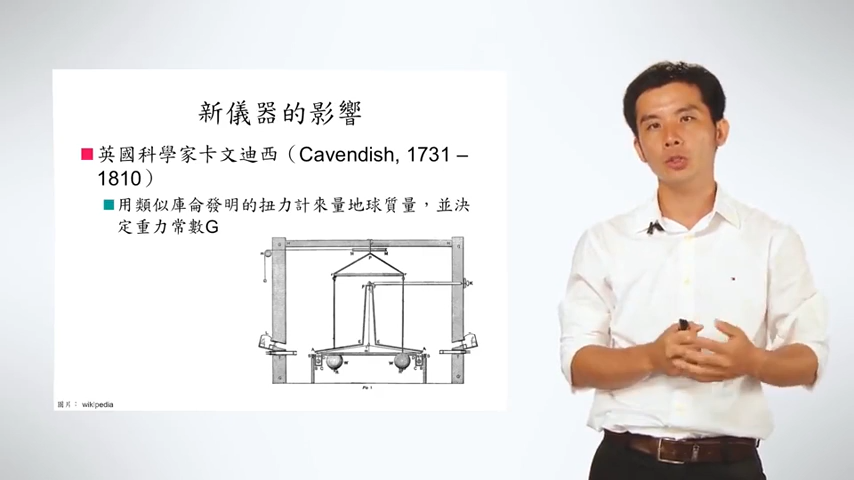 新儀器的影響
英國科學家卡文迪西（Cavendish, 1731 –
1810）
用類似庫侖發明的扭力計來量地球質量，並決
定重力常數G
圖片： wikipedia